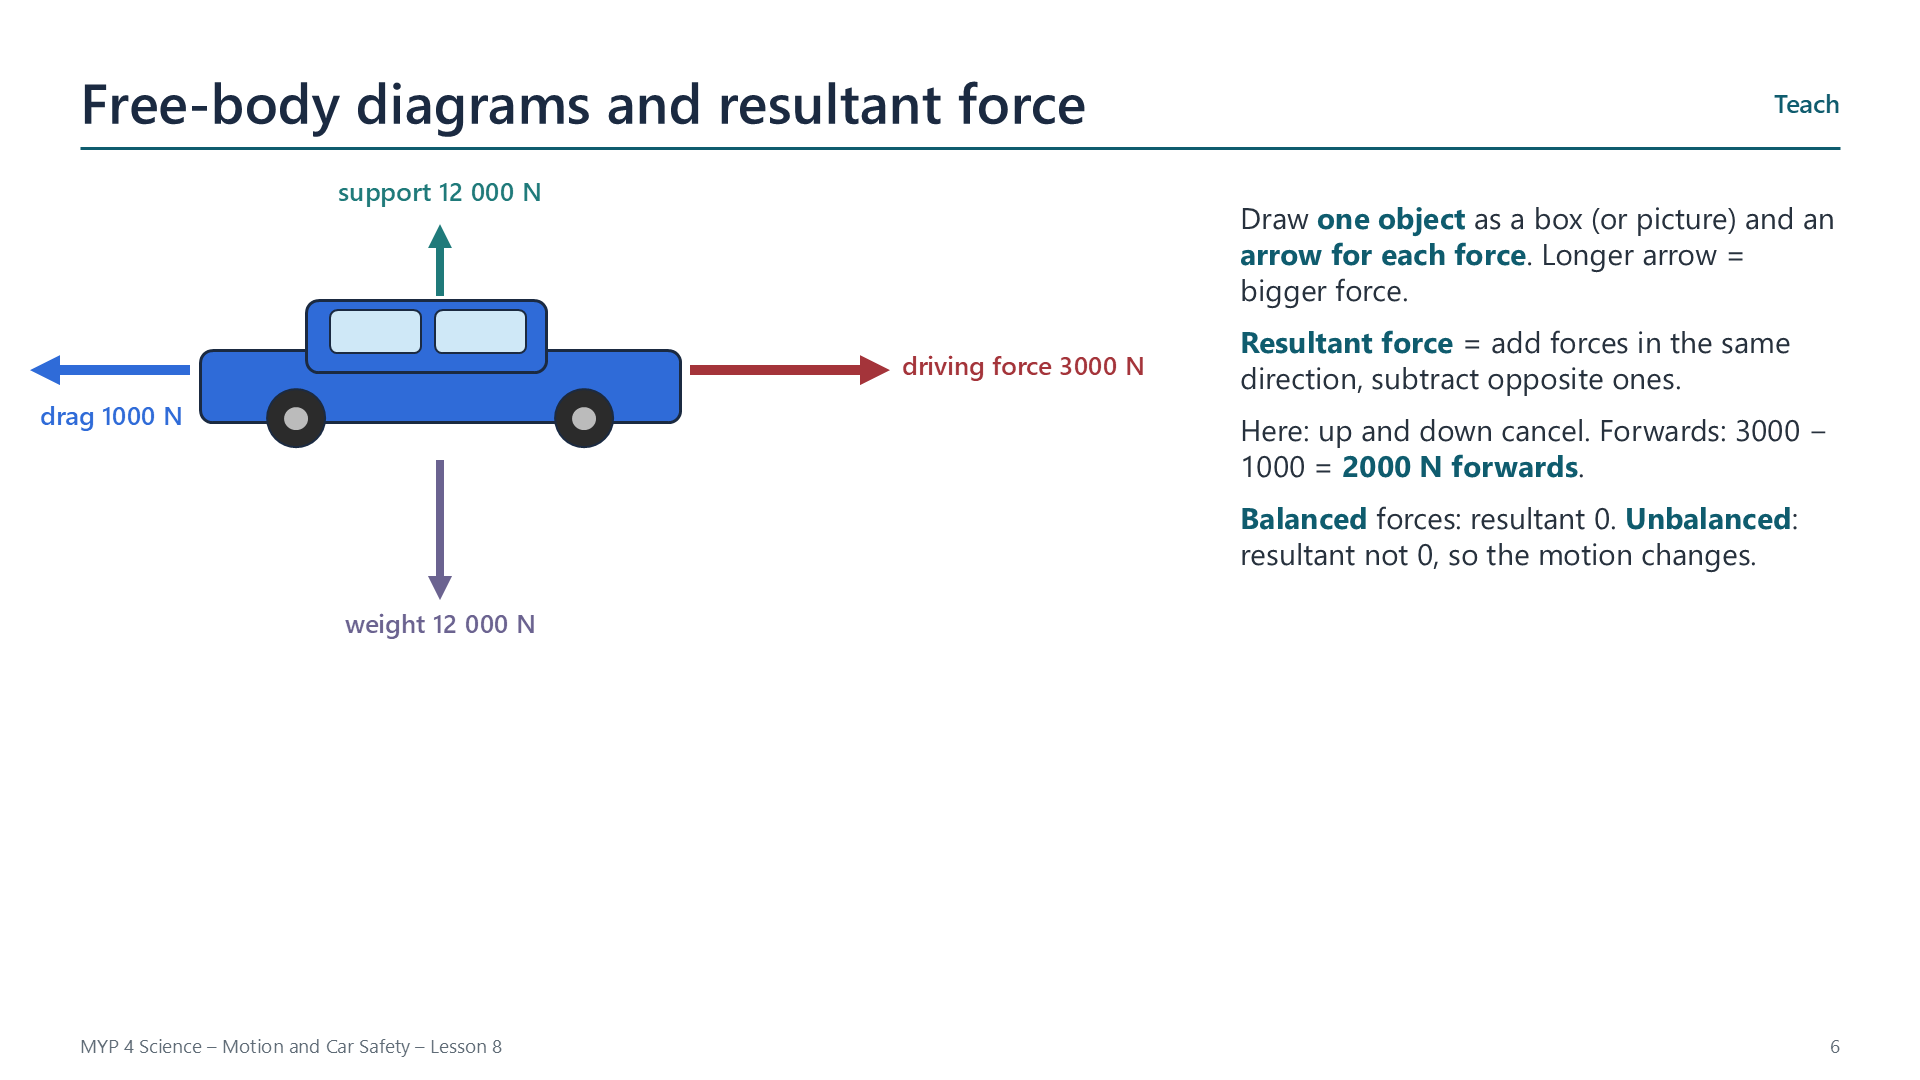 Free-body diagrams and resultant force
Teach
support 12 000 N
driving force 3000 N
drag 1000 N
weight 12 000 N
Draw one object as a box (or picture) and an
arrow for each force. Longer arrow =
bigger force.
Resultant force = add forces in the same
direction, subtract opposite ones.
Here: up and down cancel. Forwards: 3000 –
1000 = 2000 N forwards.
Balanced forces: resultant 0. Unbalanced:
resultant not 0, so the motion changes.
MYP 4 Science – Motion and Car Safety – Lesson 8
6